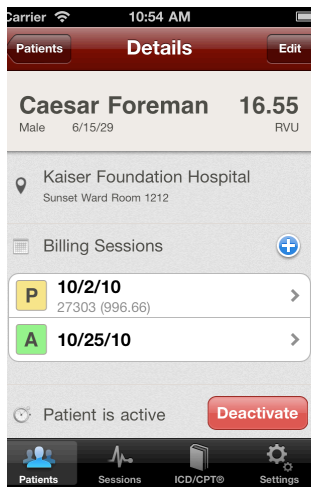 Carrier 10:54 AM
Patients Details Edit
Caesar Foreman 16.55
Male 6/15/29 RVU
Kaiser Foundation Hospital
Sunset Ward Room 1212
Billing Sessions
P 10/2/10
27303 (996.66)
A 10/25/10
Patient is active Deactivate
Patients Sessions ICD/CPT® Settings